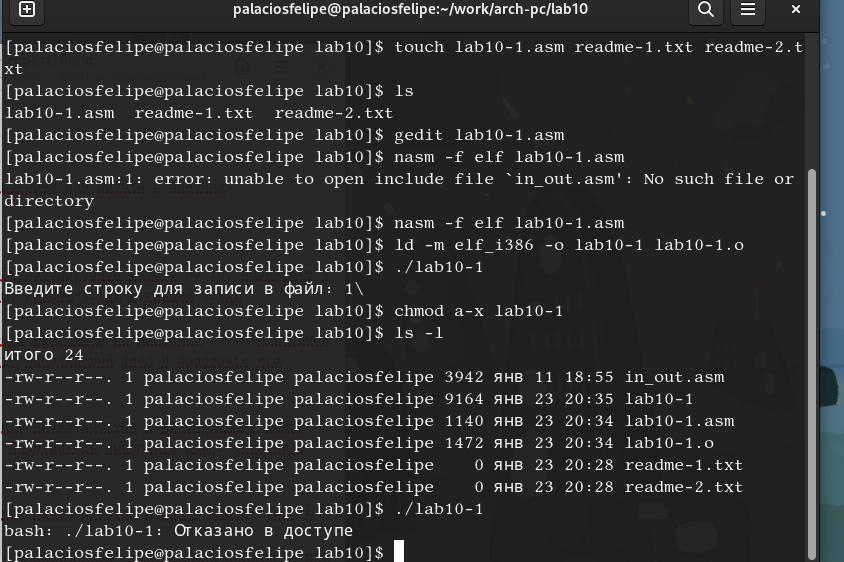 palaciosfelipe@palaciosfelipe:~/work/arch-pc/lab10
[palaciosfelipe@palaciosfelipe lab10]$ touch lab10-1.asm readme-1.txt readme-2.t
xt
[palaciosfelipe@palaciosfelipe lab10]$ ls
lab10-1.asm  readme-1.txt  readme-2.txt
[palaciosfelipe@palaciosfelipe lab10]$ gedit lab10-1.asm
[palaciosfelipe@palaciosfelipe lab10]$ nasm -f elf lab10-1.asm
lab10-1.asm:1: error: unable to open include file `in_out.asm': No such file or
directory
[palaciosfelipe@palaciosfelipe lab10]$ nasm -f elf lab10-1.asm
[palaciosfelipe@palaciosfelipe lab10]$ ld -m elf_i386 -o lab10-1 lab10-1.o
[palaciosfelipe@palaciosfelipe lab10]$ ./lab10-1
Введите строку для записи в файл: 1\
[palaciosfelipe@palaciosfelipe lab10]$ chmod a-x lab10-1
[palaciosfelipe@palaciosfelipe lab10]$ ls -l
итого 24
-rw-r--r--. 1 palaciosfelipe palaciosfelipe 3942 янв 11 18:55 in_out.asm
-rw-r--r--. 1 palaciosfelipe palaciosfelipe 9164 янв 23 20:35 lab10-1
-rw-r--r--. 1 palaciosfelipe palaciosfelipe 1140 янв 23 20:34 lab10-1.asm
-rw-r--r--. 1 palaciosfelipe palaciosfelipe 1472 янв 23 20:34 lab10-1.o
-rw-r--r--. 1 palaciosfelipe palaciosfelipe    0 янв 23 20:28 readme-1.txt
-rw-r--r--. 1 palaciosfelipe palaciosfelipe    0 янв 23 20:28 readme-2.txt
[palaciosfelipe@palaciosfelipe lab10]$ ./lab10-1
bash: ./lab10-1: Отказано в доступе
[palaciosfelipe@palaciosfelipe lab10]$